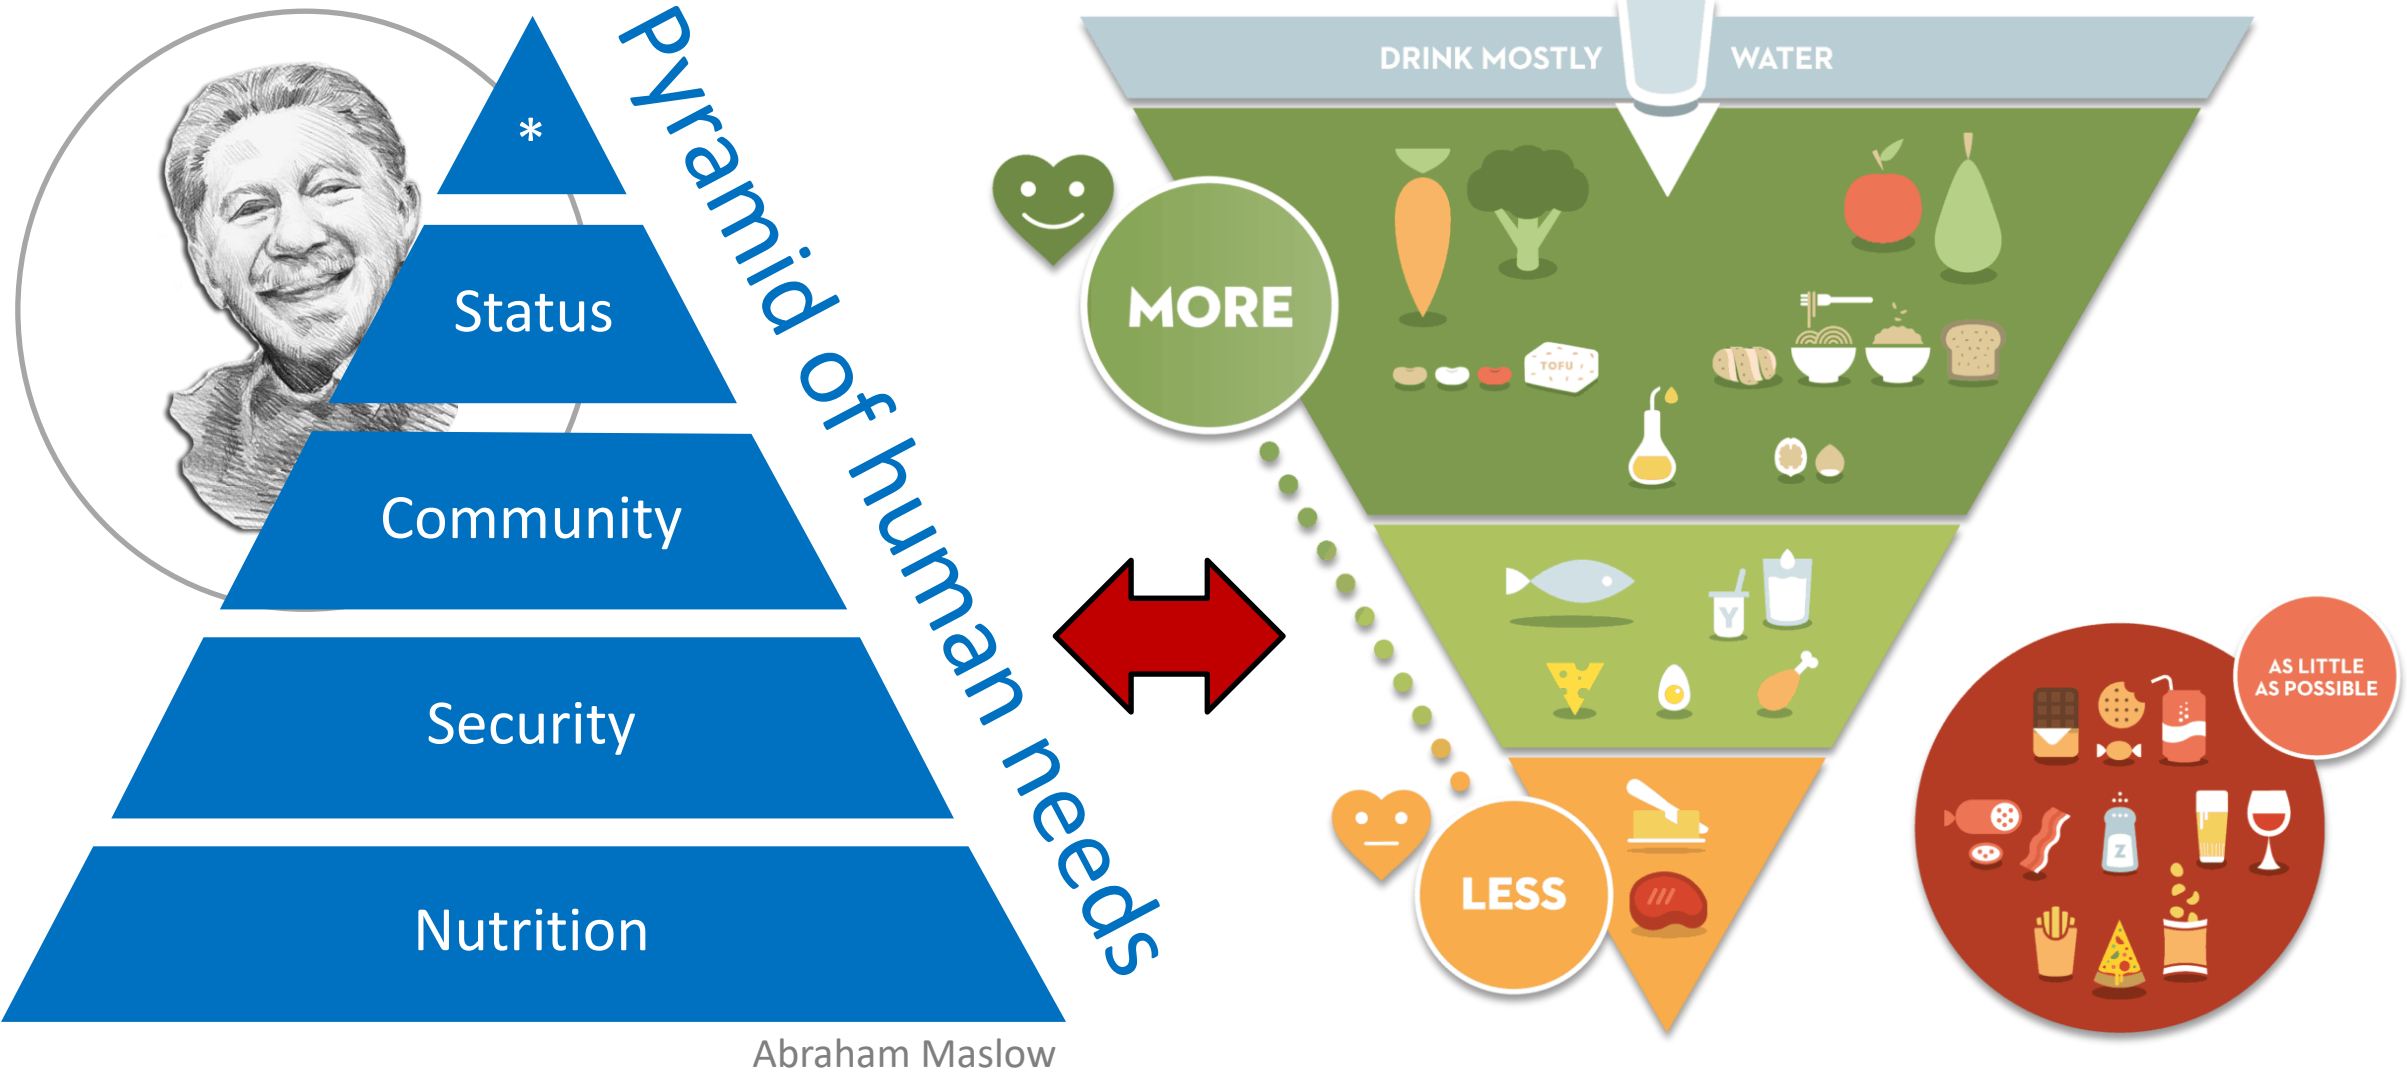 *
Status
Community
Security
Nutrition
Pyramid of human needs
Abraham Maslow
DRINK MOSTLY WATER
MORE
TOFU
Y
LESS
AS LITTLE
AS POSSIBLE
Z